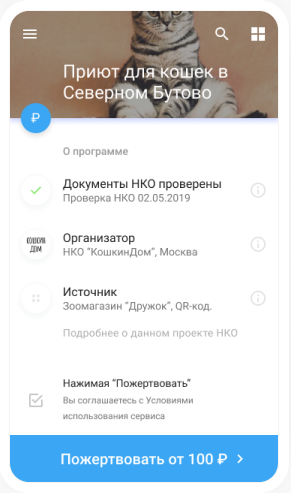 Приют для кошек в
Северном Бутово
₽
О программе
Документы НКО проверены
Проверка НКО 02.05.2019
КОШКИН
ДОМ
Организатор
НКО "КошкинДом", Москва
Источник
Зоомагазин "Дружок", QR-код.
Подробнее о данном проекте НКО
Нажимая "Пожертвовать"
Вы соглашаетесь с Условиями
использования сервиса
Пожертвовать от 100 ₽ >